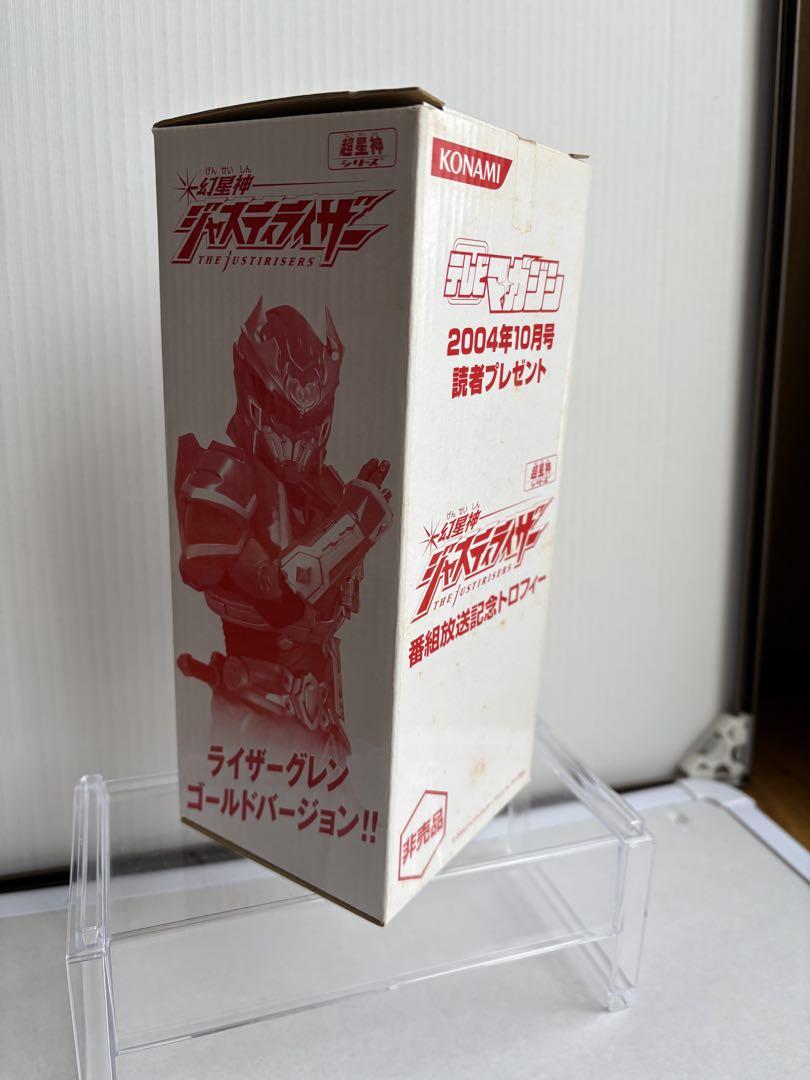 超星神
シリーズ
げんせいしん
幻星神
ジャスティライザー
THE JUSTIRISERS
ライザーグレン
ゴールドバージョン!!
KONAMI
テレビマガジン
2004年10月号
読者プレゼント
超星神
シリーズ
げんせいしん
幻星神
ジャスティライザー
THE JUSTIRISERS
番組放送記念トロフィー
非売品